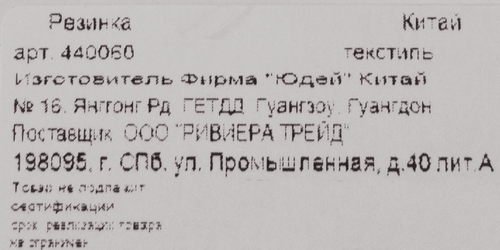 Резинка Китай
арт. 440060 текстиль
Изготовитель Фирма "Юдей" Китай
№ 16, Янгтонг Рд, ГЕТДД, Гуангзоу, Гуангдон
Поставщик ООО "РИВИЕРА ТРЕЙД"
198095, г. СПб, ул. Промышленная, д.40 лит.А
Товар не подлежит
сертификации
срок реализации товара
не ограничен